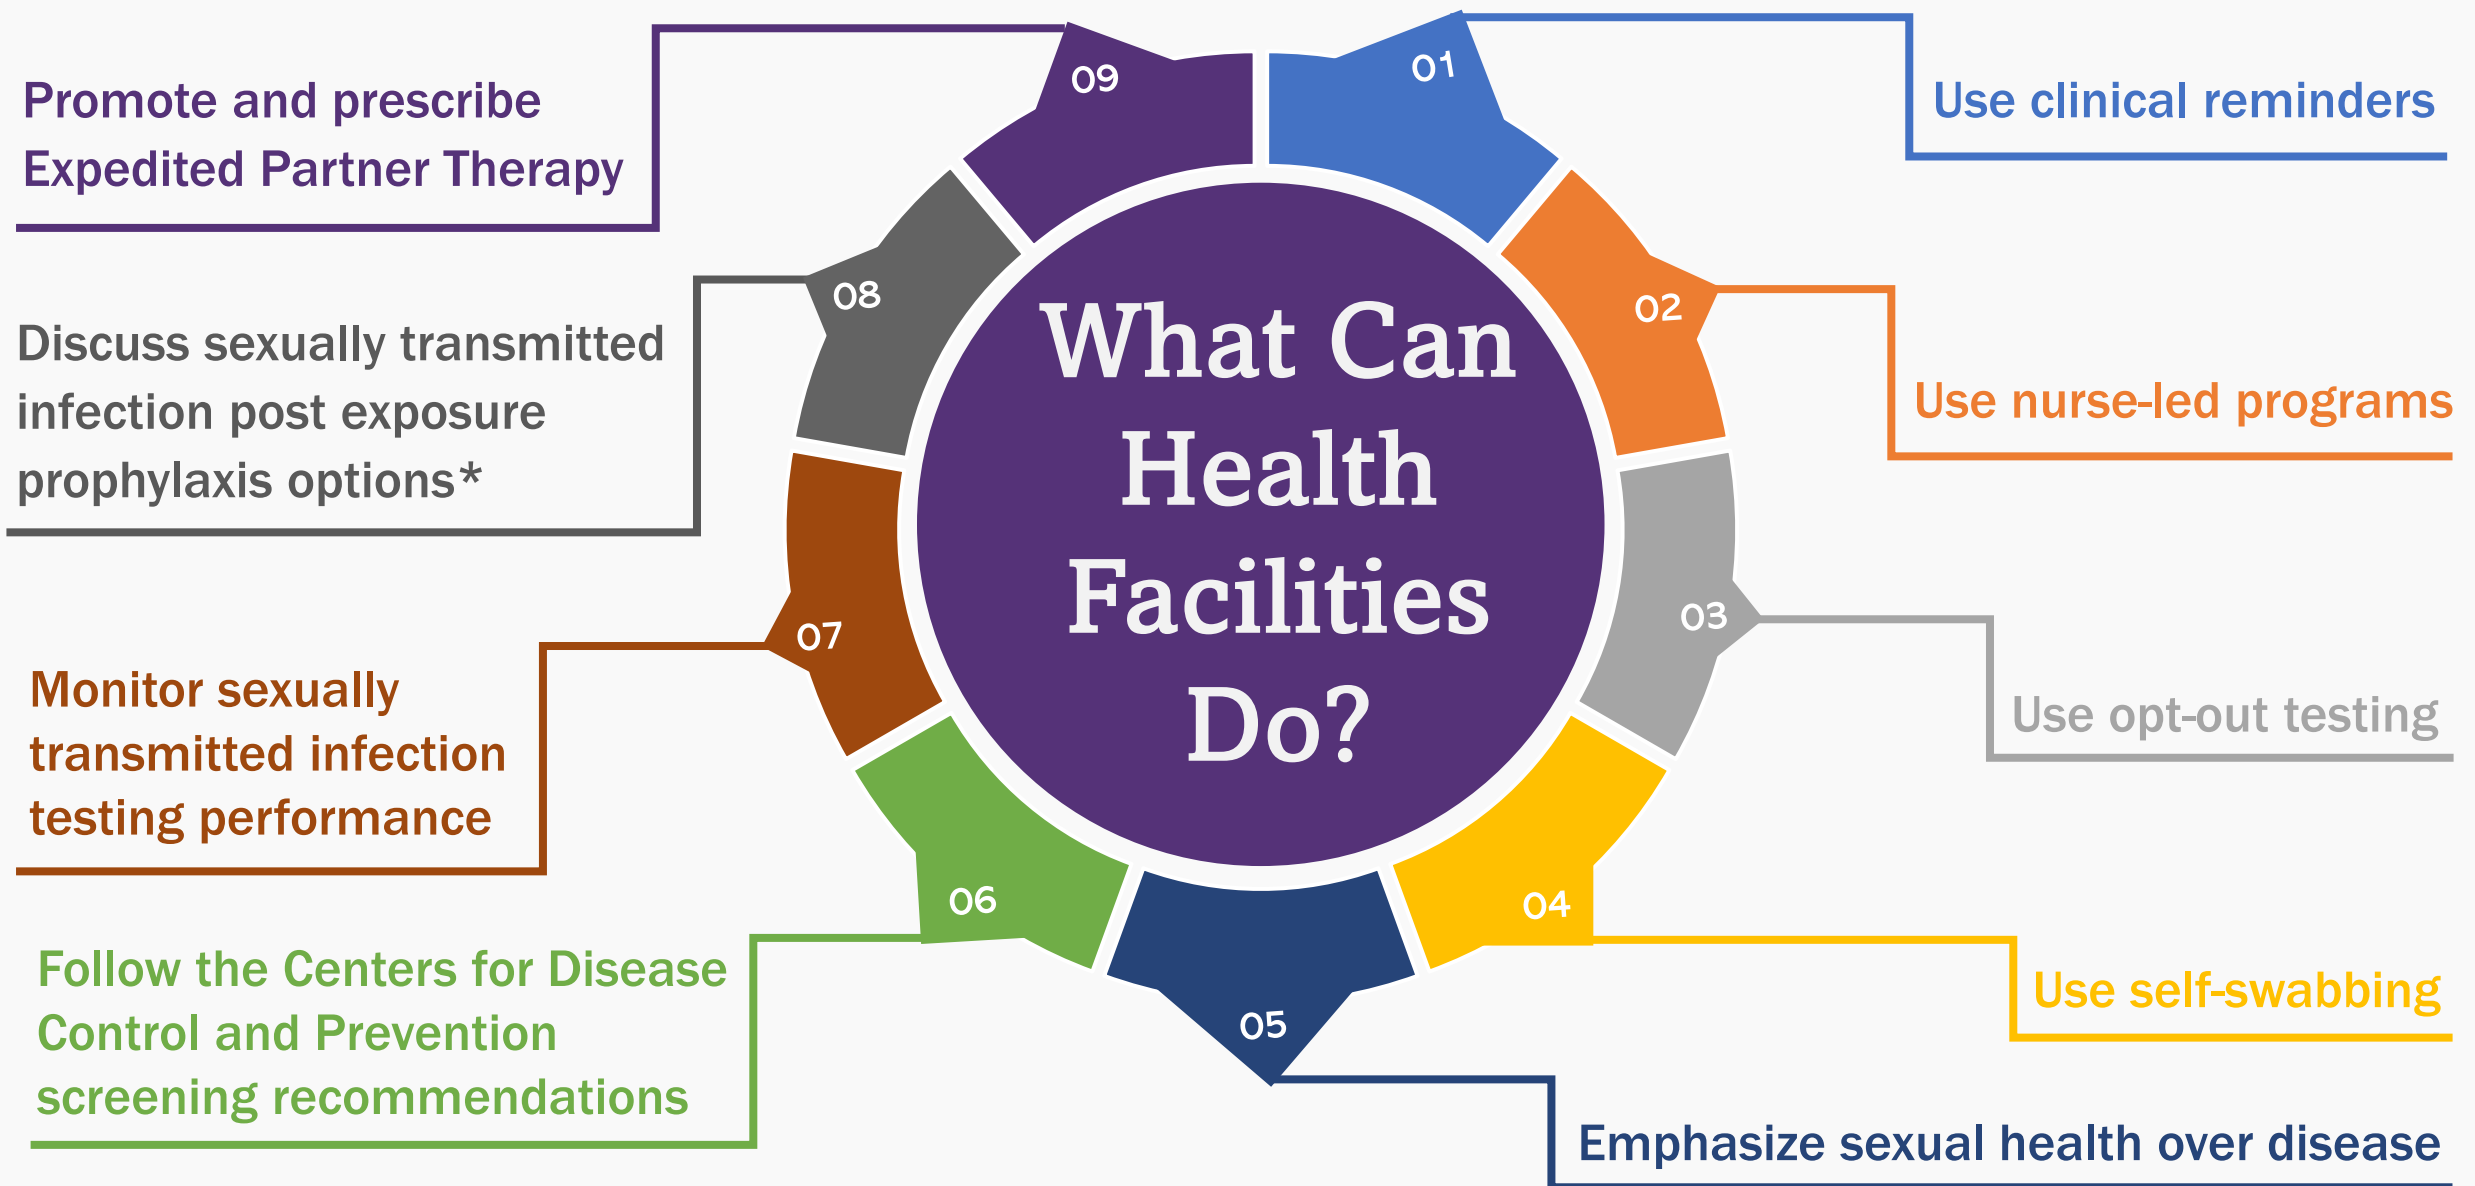 What Can
Health
Facilities
Do?
01
Use clinical reminders
02
Use nurse-led programs
03
Use opt-out testing
04
Use self-swabbing
05
Emphasize sexual health over disease
06
Follow the Centers for Disease
Control and Prevention
screening recommendations
07
Monitor sexually
transmitted infection
testing performance
08
Discuss sexually transmitted
infection post exposure
prophylaxis options*
09
Promote and prescribe
Expedited Partner Therapy